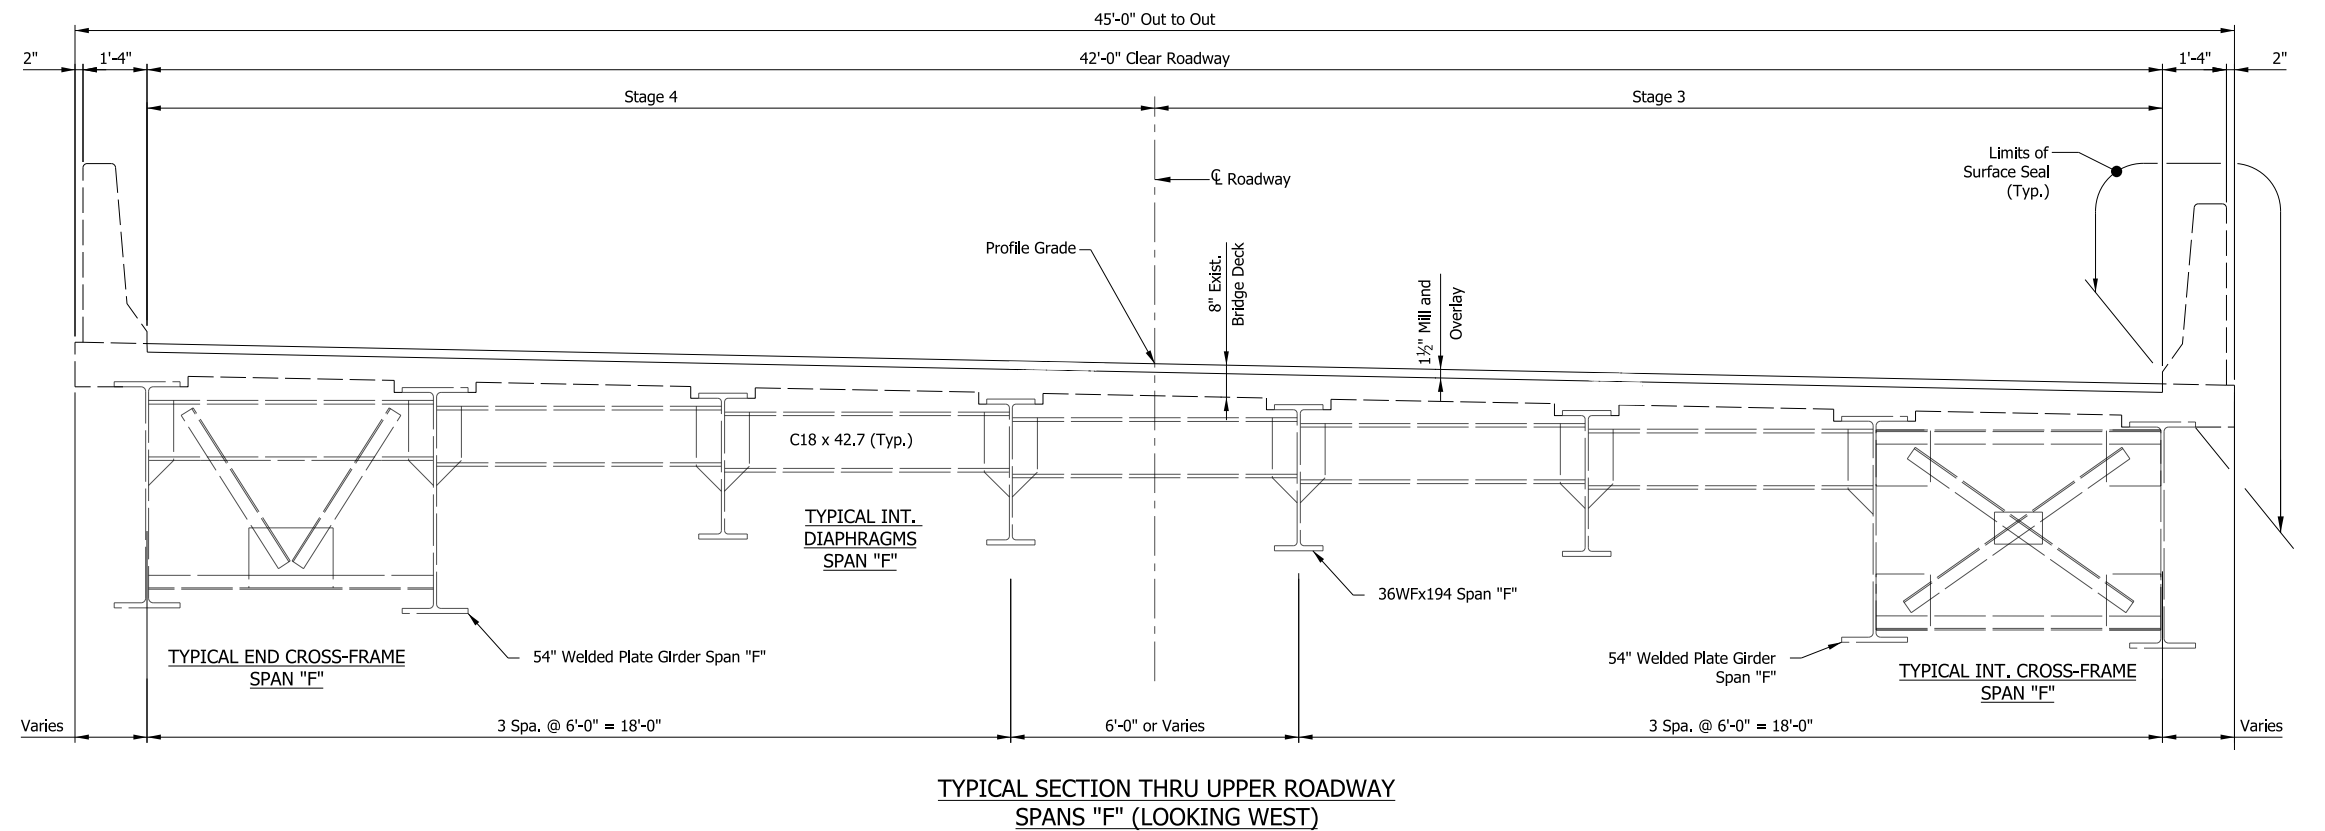 45'-0" Out to Out
2"
1'-4"
42'-0" Clear Roadway
1'-4"
2"
Stage 4
Stage 3
Limits of
Surface Seal
(Typ.)
℄ Roadway
Profile Grade
8" Exist.
Bridge Deck
1½" Mill and
Overlay
C18 x 42.7 (Typ.)
TYPICAL INT.
DIAPHRAGMS
SPAN "F"
36WFx194 Span "F"
TYPICAL END CROSS-FRAME
SPAN "F"
54" Welded Plate Girder Span "F"
54" Welded Plate Girder
Span "F"
TYPICAL INT. CROSS-FRAME
SPAN "F"
Varies
3 Spa. @ 6'-0" = 18'-0"
6'-0" or Varies
3 Spa. @ 6'-0" = 18'-0"
Varies
TYPICAL SECTION THRU UPPER ROADWAY
SPANS "F" (LOOKING WEST)